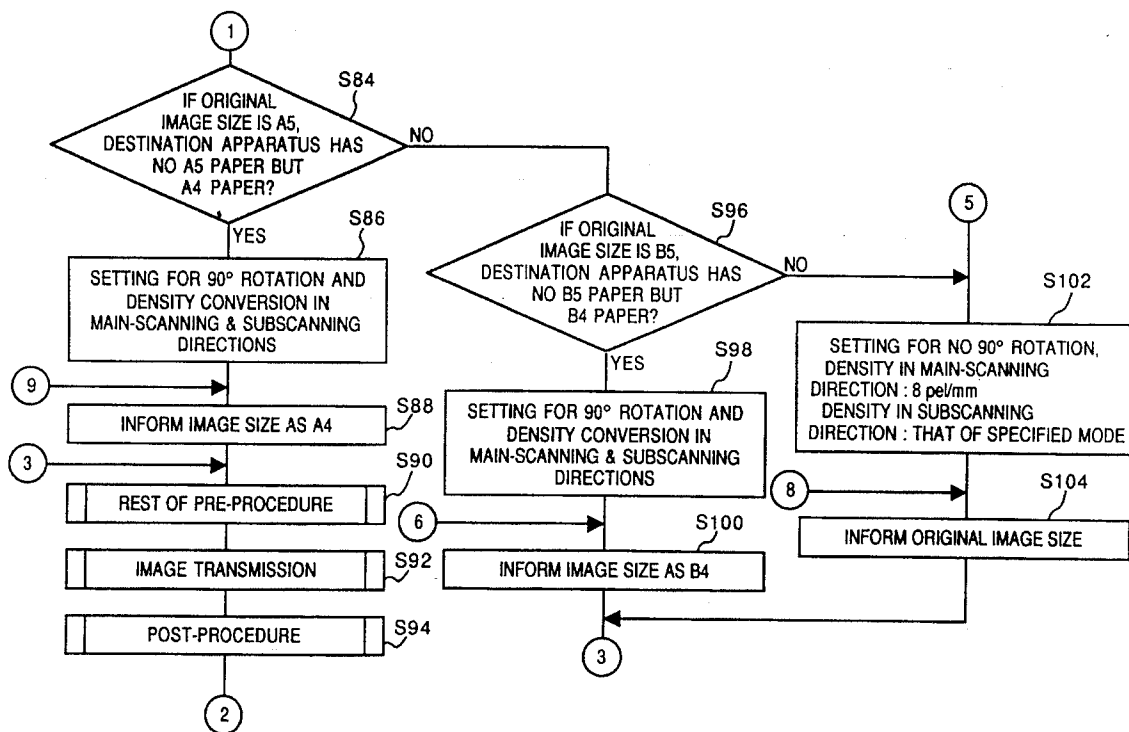 1
S84
IF ORIGINAL
IMAGE SIZE IS A5,
DESTINATION APPARATUS HAS
NO A5 PAPER BUT
A4 PAPER?
NO
YES
S86
SETTING FOR 90° ROTATION AND
DENSITY CONVERSION IN
MAIN-SCANNING & SUBSCANNING
DIRECTIONS
9
S88
INFORM IMAGE SIZE AS A4
3
S90
REST OF PRE-PROCEDURE
IMAGE TRANSMISSION
S92
POST-PROCEDURE
S94
2
S96
IF ORIGINAL
IMAGE SIZE IS B5,
DESTINATION APPARATUS HAS
NO B5 PAPER BUT
B4 PAPER?
NO
YES
S98
SETTING FOR 90° ROTATION AND
DENSITY CONVERSION IN
MAIN-SCANNING & SUBSCANNING
DIRECTIONS
6
S100
INFORM IMAGE SIZE AS B4
3
5
S102
SETTING FOR NO 90° ROTATION,
DENSITY IN MAIN-SCANNING
DIRECTION : 8 pel/mm
DENSITY IN SUBSCANNING
DIRECTION : THAT OF SPECIFIED MODE
8
S104
INFORM ORIGINAL IMAGE SIZE